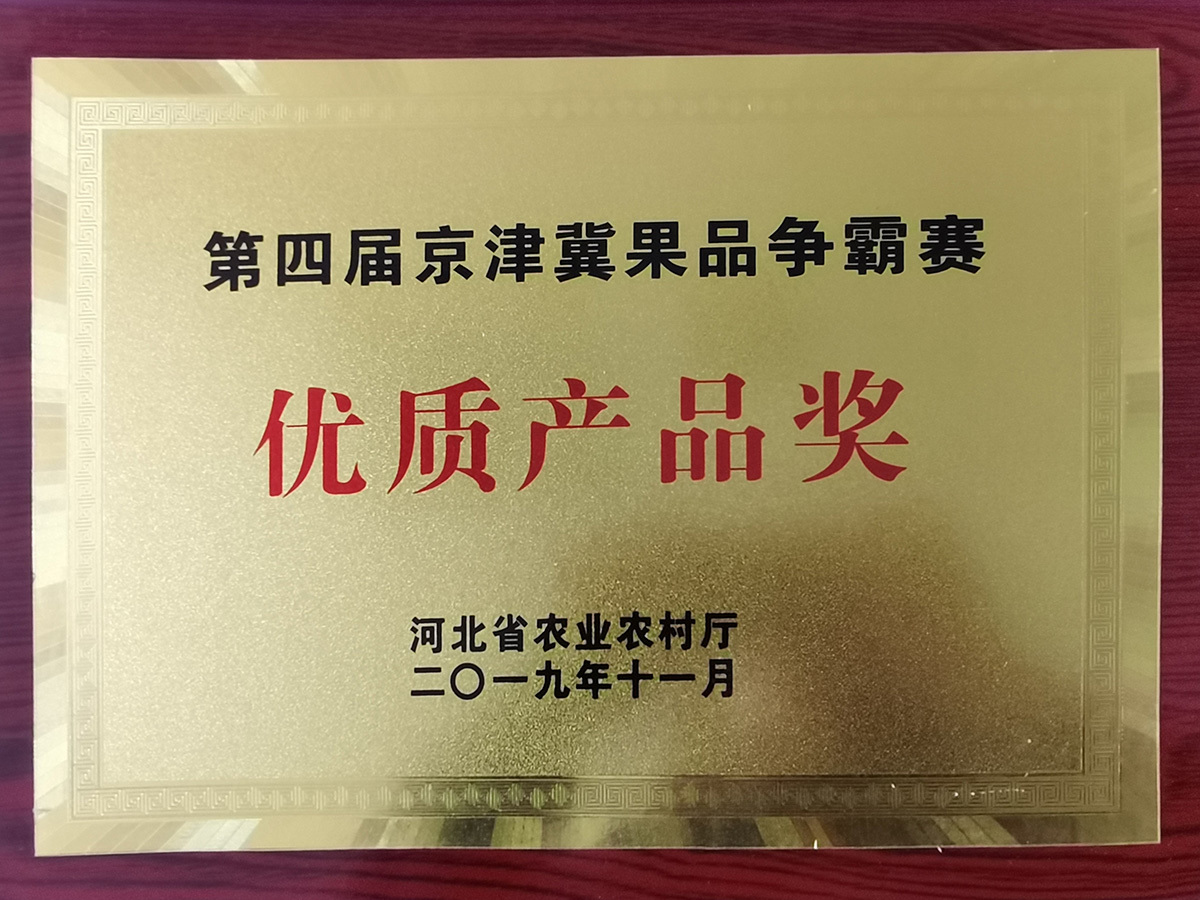 第四届京津冀果品争霸赛
优质产品奖
河北省农业农村厅
二〇一九年十一月